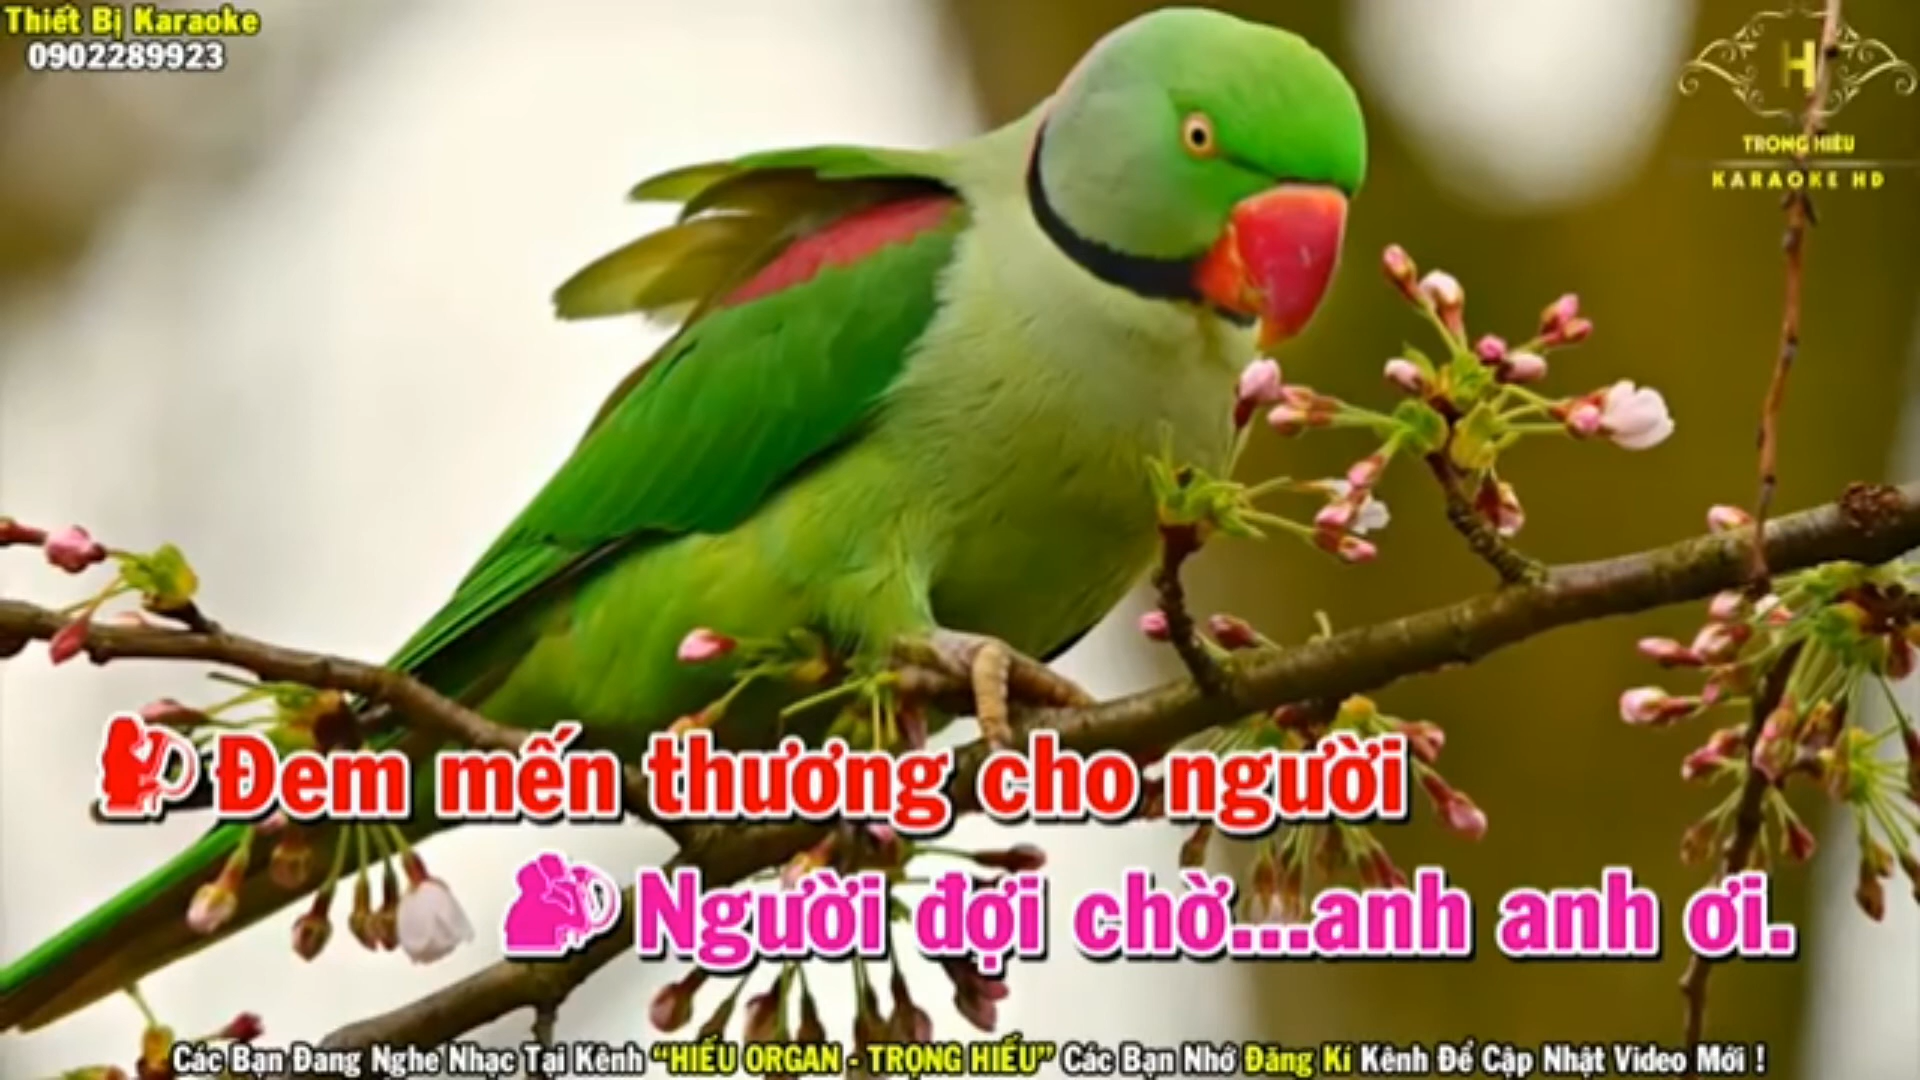 Thiết Bị Karaoke
0902289923
H
TRỌNG HIẾU
KARAOKE HD
Đem mến thương cho người
Người đợi chờ...anh anh ơi.
Các Bạn Đang Nghe Nhạc Tại Kênh “HIẾU ORGAN - TRỌNG HIẾU” Các Bạn Nhớ Đăng Kí Kênh Để Cập Nhật Video Mới !